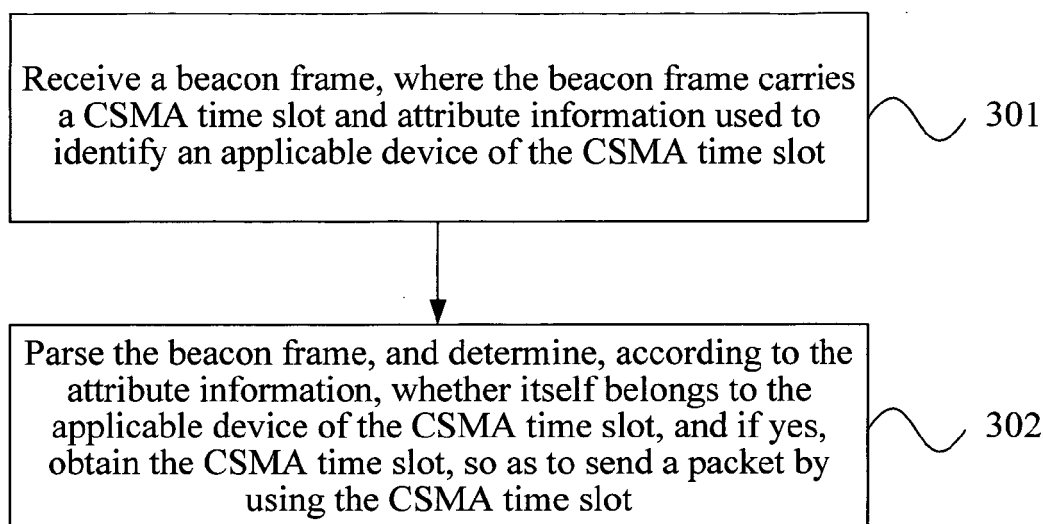 Receive a beacon frame, where the beacon frame carries
a CSMA time slot and attribute information used to
identify an applicable device of the CSMA time slot
301
Parse the beacon frame, and determine, according to the
attribute information, whether itself belongs to the
applicable device of the CSMA time slot, and if yes,
obtain the CSMA time slot, so as to send a packet by
using the CSMA time slot
302